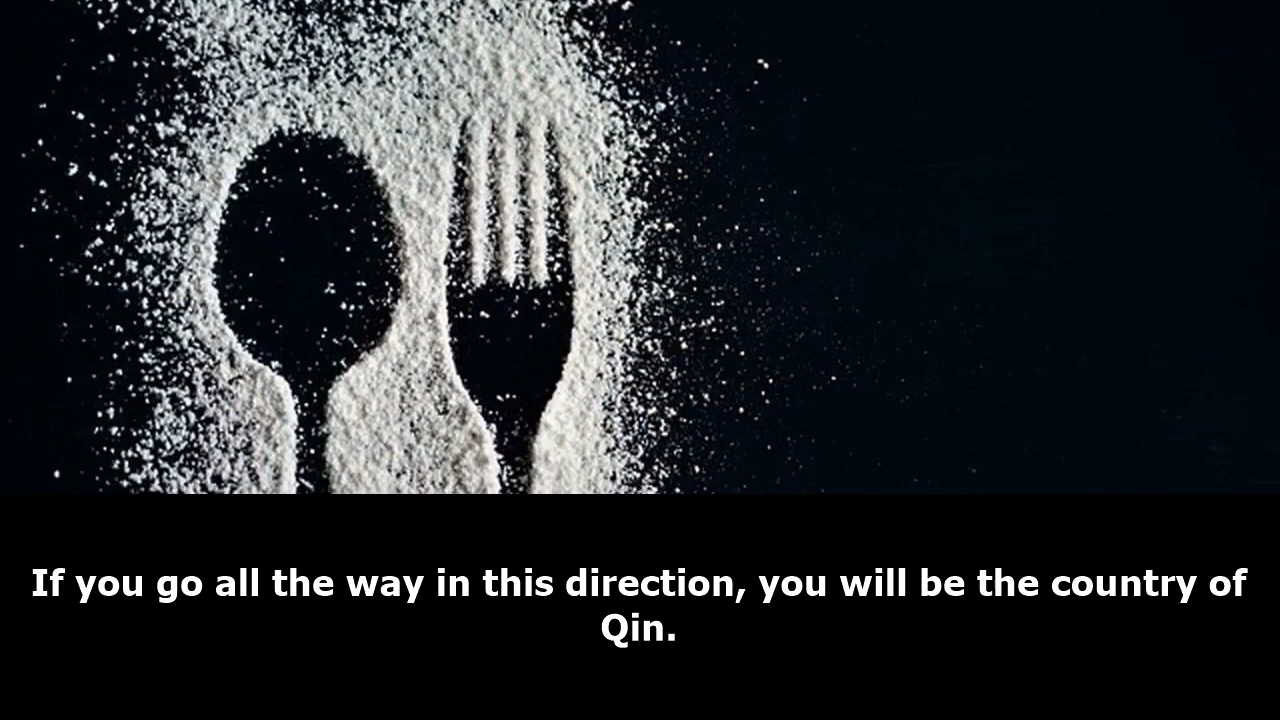 If you go all the way in this direction, you will be the country of
Qin.